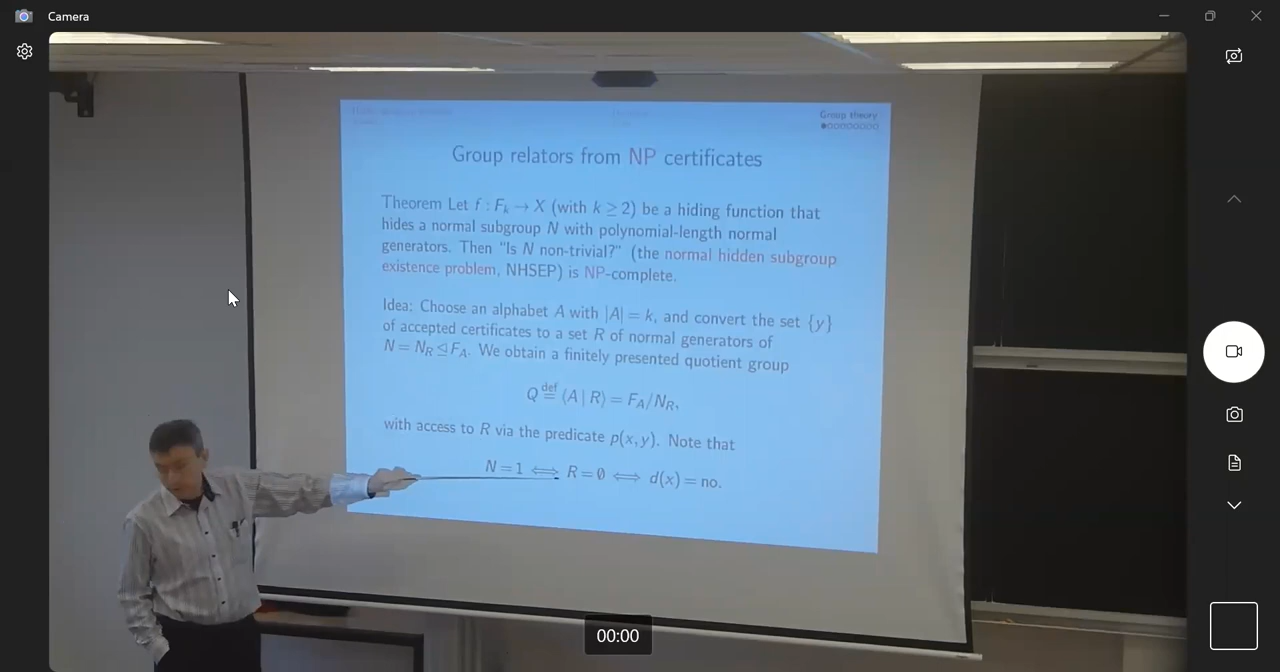 Camera
Group theory
Group relators from NP certificates
Theorem Let f : F_k → X (with k ≥ 2) be a hiding function that
hides a normal subgroup N with polynomial-length normal
generators. Then "Is N non-trivial?" (the normal hidden subgroup
existence problem, NHSEP) is NP-complete.
Idea: Choose an alphabet A with |A| = k, and convert the set {y}
of accepted certificates to a set R of normal generators of
N = N_R ⊴ F_A. We obtain a finitely presented quotient group
Q def= ⟨A | R⟩ = F_A/N_R,
with access to R via the predicate p(x, y). Note that
N = 1 ⟺ R = ∅ ⟺ d(x) = no.
00:00